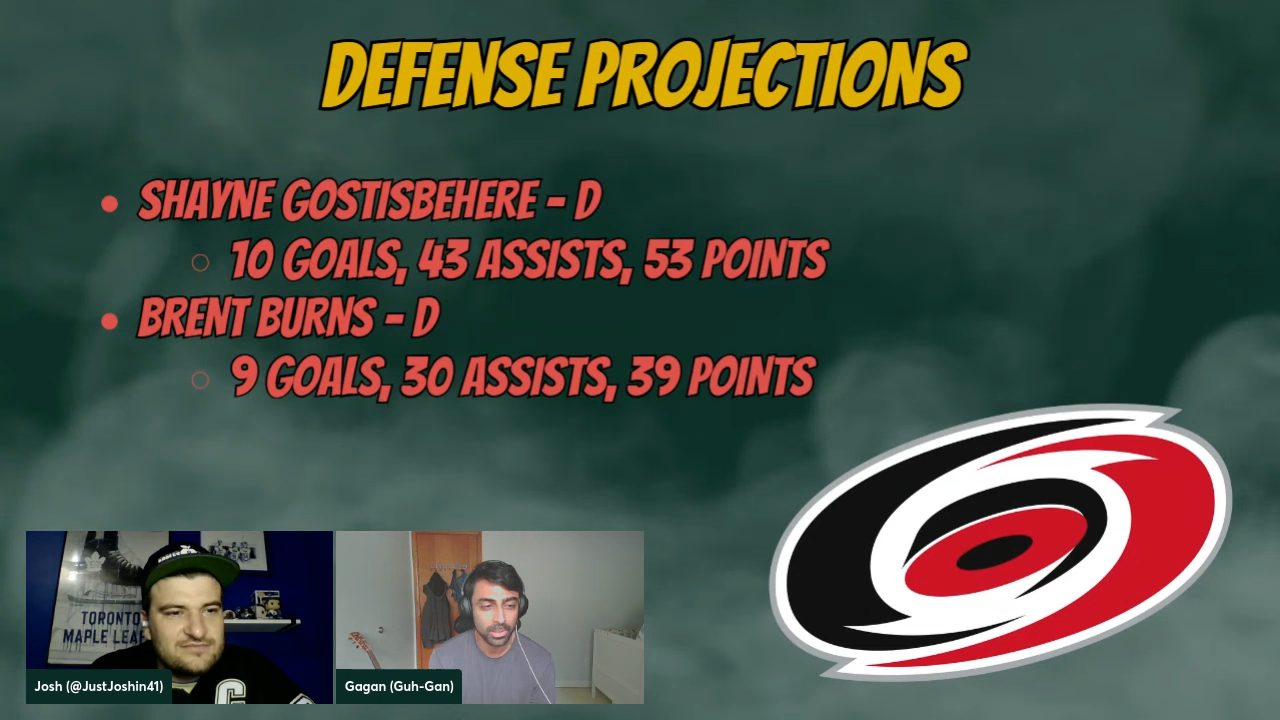 DEFENSE PROJECTIONS
SHAYNE GOSTISBEHERE - D
10 GOALS, 43 ASSISTS, 53 POINTS
BRENT BURNS - D
9 GOALS, 30 ASSISTS, 39 POINTS
TORONTO
MAPLE LEA
Josh (@JustJoshin41)
Gagan (Guh-Gan)